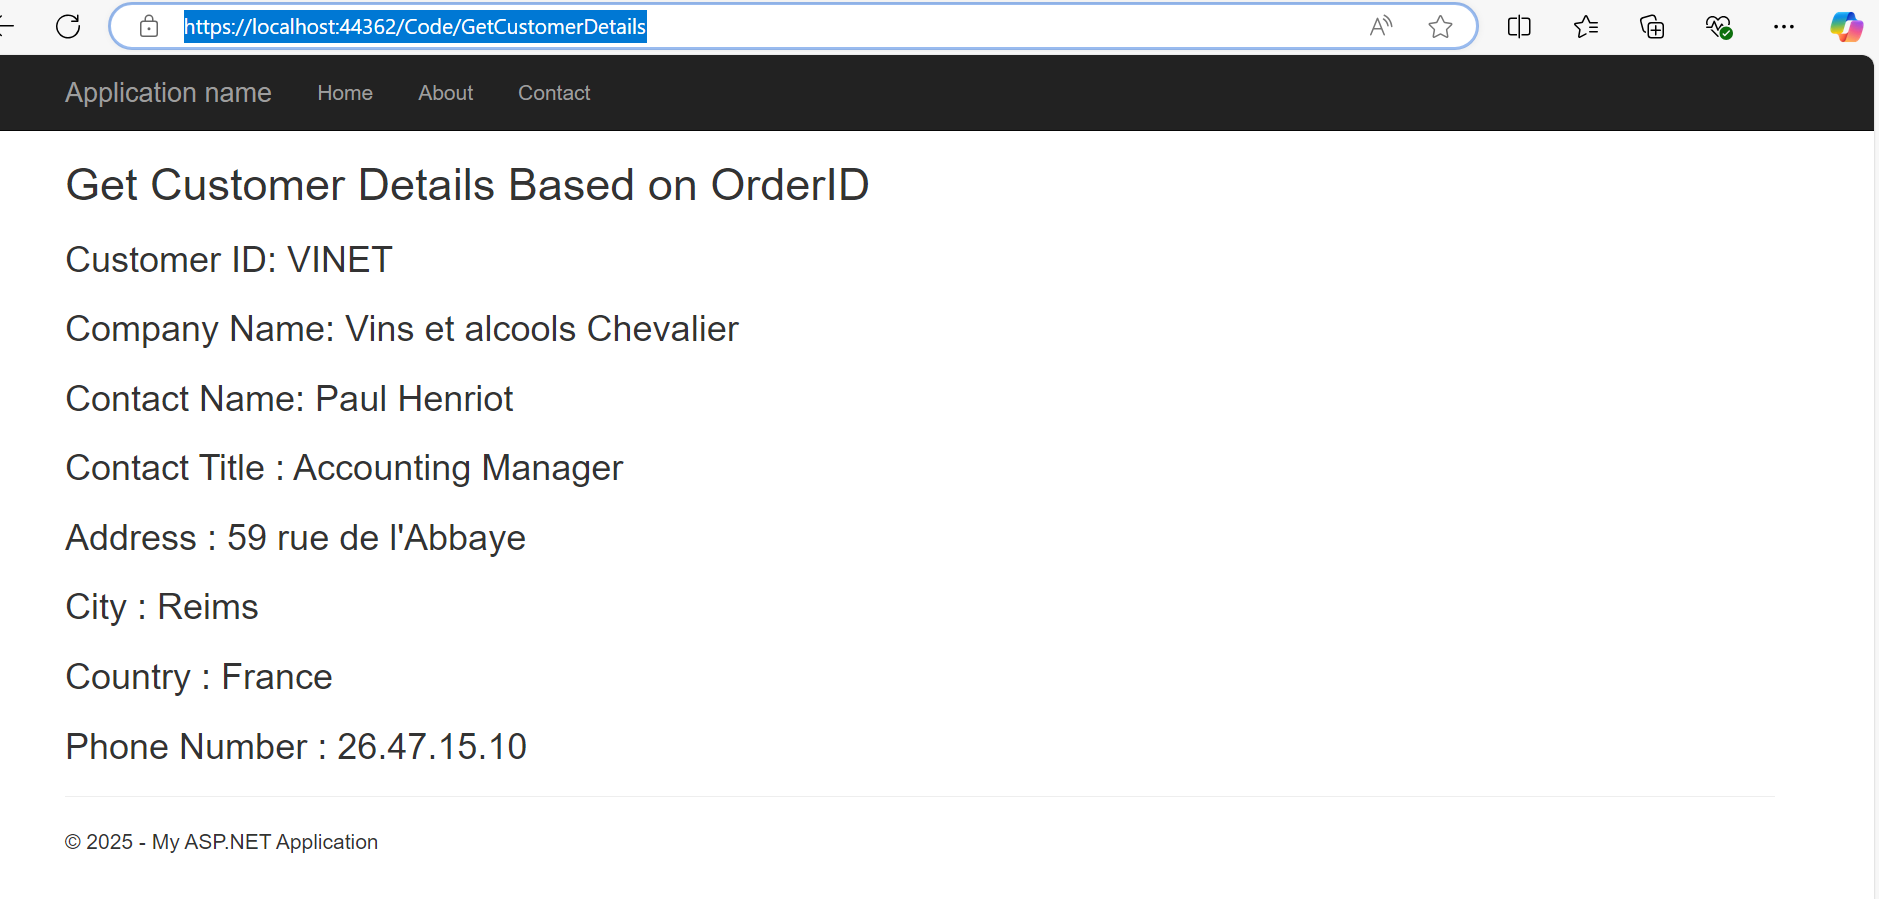 https://localhost:44362/Code/GetCustomerDetails
Application name Home About Contact
Get Customer Details Based on OrderID
Customer ID: VINET
Company Name: Vins et alcools Chevalier
Contact Name: Paul Henriot
Contact Title : Accounting Manager
Address : 59 rue de l'Abbaye
City : Reims
Country : France
Phone Number : 26.47.15.10
© 2025 - My ASP.NET Application